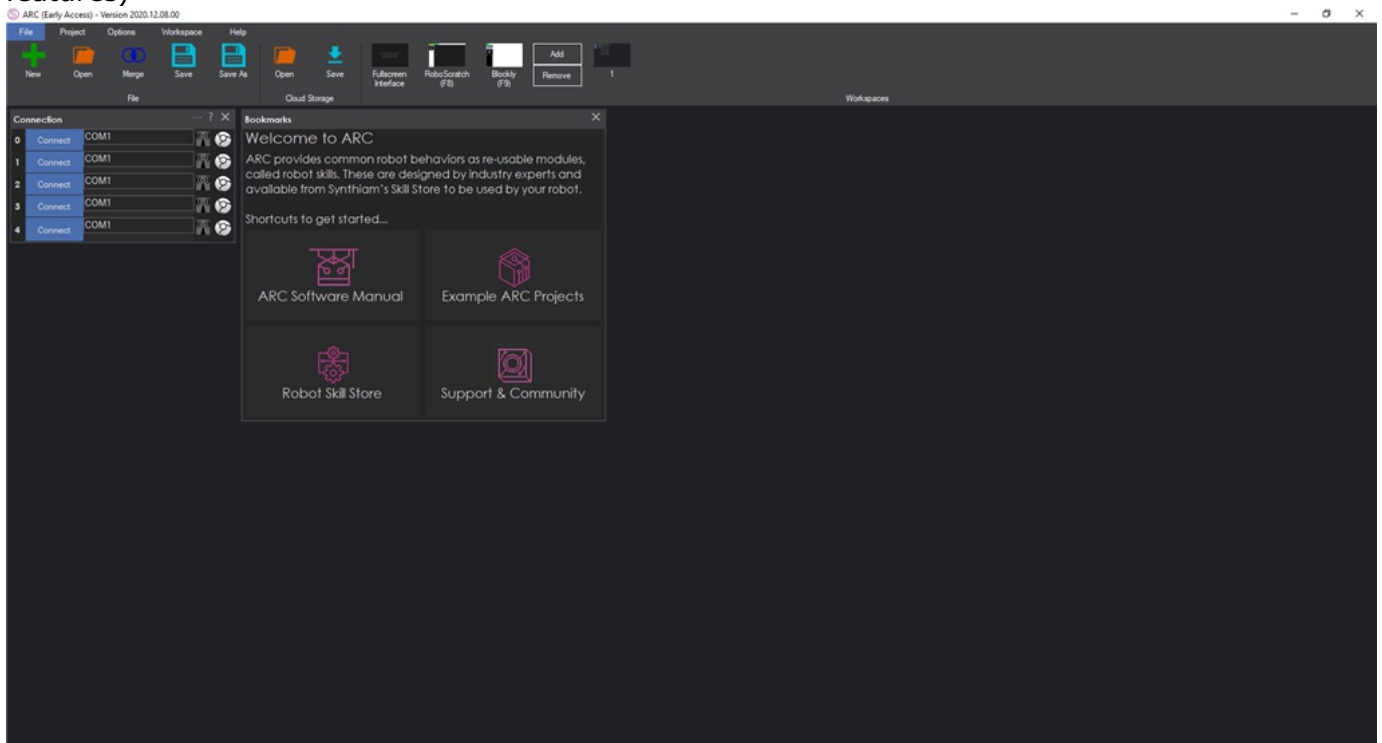 features)
ARC (Early Access) - Version 2020.12.08.00
File Project Options Workspace Help
New Open Merge Save Save As Open Save Fullscreen Interface RoboScratch (F8) Blockly (F9) Add Remove 1
File Cloud Storage Workspaces
Connection ... ? X
0 Connect COM1
1 Connect COM1
2 Connect COM1
3 Connect COM1
4 Connect COM1
Bookmarks
Welcome to ARC
ARC provides common robot behaviors as re-usable modules,
called robot skills. These are designed by industry experts and
available from Synthiam's Skill Store to be used by your robot.
Shortcuts to get started...
ARC Software Manual
Example ARC Projects
Robot Skill Store
Support & Community